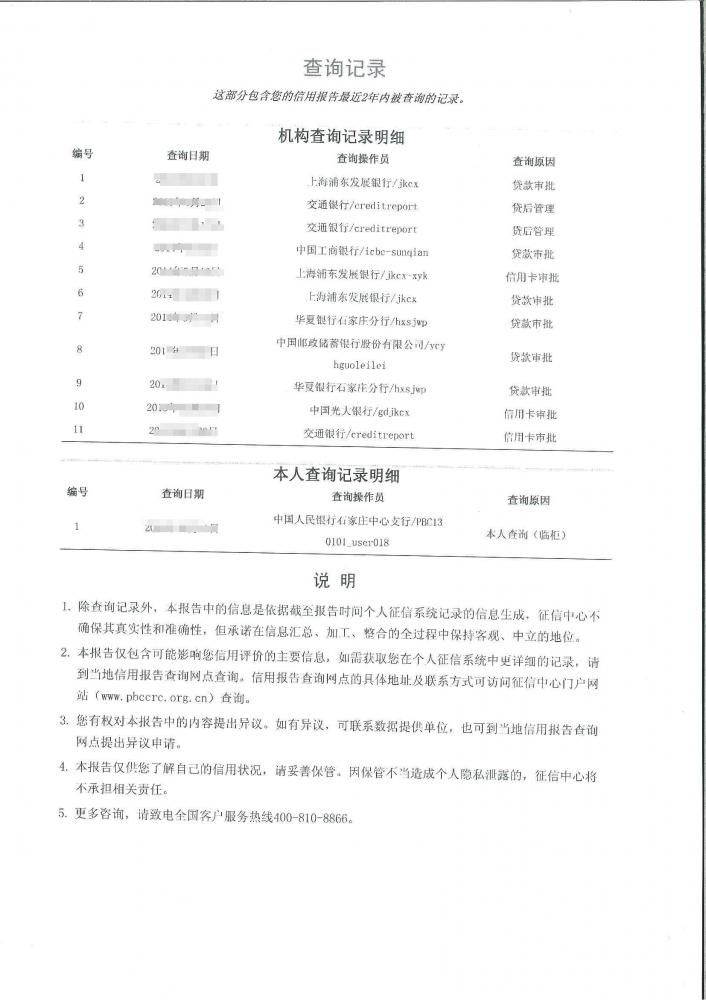 查询记录
这部分包含您的信用报告最近2年内被查询的记录。
机构查询记录明细
编号 查询日期 查询操作员 查询原因
1 上海浦东发展银行/jkcx 贷款审批
2 交通银行/creditreport 贷后管理
3 交通银行/creditreport 贷后管理
4 中国工商银行/icbc-sunqian 贷款审批
5 上海浦东发展银行/jkcx-xyk 信用卡审批
6 上海浦东发展银行/jkcx 贷款审批
7 华夏银行石家庄分行/hxsjwp 贷款审批
中国邮政储蓄银行股份有限公司/ycy
8 日 贷款审批
hguoleilei
9 华夏银行石家庄分行/hxsjwp 贷款审批
10 中国光大银行/gdjkcx 信用卡审批
11 交通银行/creditreport 信用卡审批
本人查询记录明细
编号 查询日期 查询操作员 查询原因
中国人民银行石家庄中心支行/PBC13
1 本人查询（临柜）
0101_user018
说 明
1. 除查询记录外，本报告中的信息是依据截至报告时间个人征信系统记录的信息生成，征信中心不
确保其真实性和准确性，但承诺在信息汇总、加工、整合的全过程中保持客观、中立的地位。
2. 本报告仅包含可能影响您信用评价的主要信息，如需获取您在个人征信系统中更详细的记录，请
到当地信用报告查询网点查询。信用报告查询网点的具体地址及联系方式可访问征信中心门户网
站（www.pbccrc.org.cn）查询。
3. 您有权对本报告中的内容提出异议。如有异议，可联系数据提供单位，也可到当地信用报告查询
网点提出异议申请。
4. 本报告仅供您了解自己的信用状况，请妥善保管。因保管不当造成个人隐私泄露的，征信中心将
不承担相关责任。
5. 更多咨询，请致电全国客户服务热线400-810-8866。